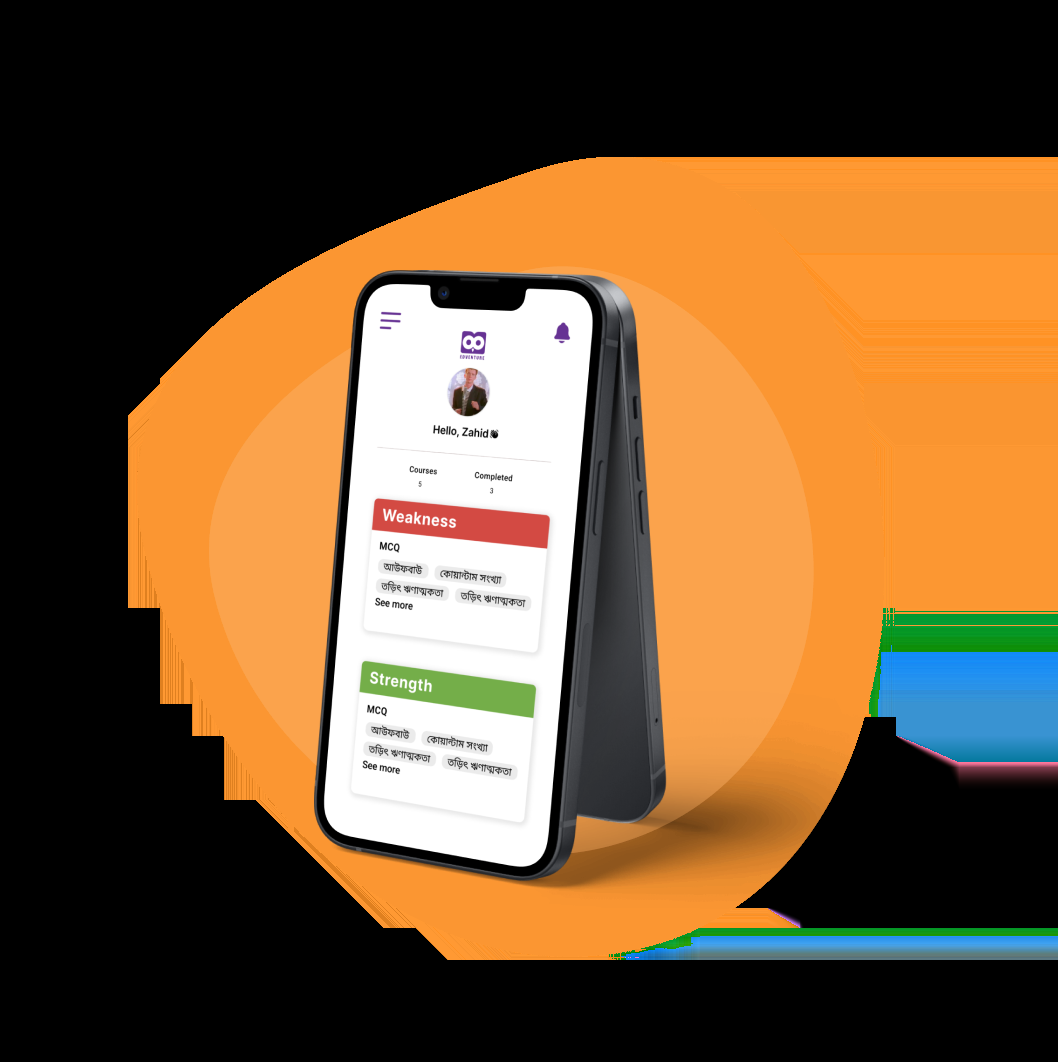 EDVENTURE
Hello, Zahid👋
Courses Completed
5 3
Weakness
MCQ
আউফবাউ কোয়ান্টাম সংখ্যা
তড়িৎ ঋণাত্মকতা তড়িৎ ঋণাত্মকতা
See more
Strength
MCQ
আউফবাউ কোয়ান্টাম সংখ্যা
তড়িৎ ঋণাত্মকতা তড়িৎ ঋণাত্মকতা
See more